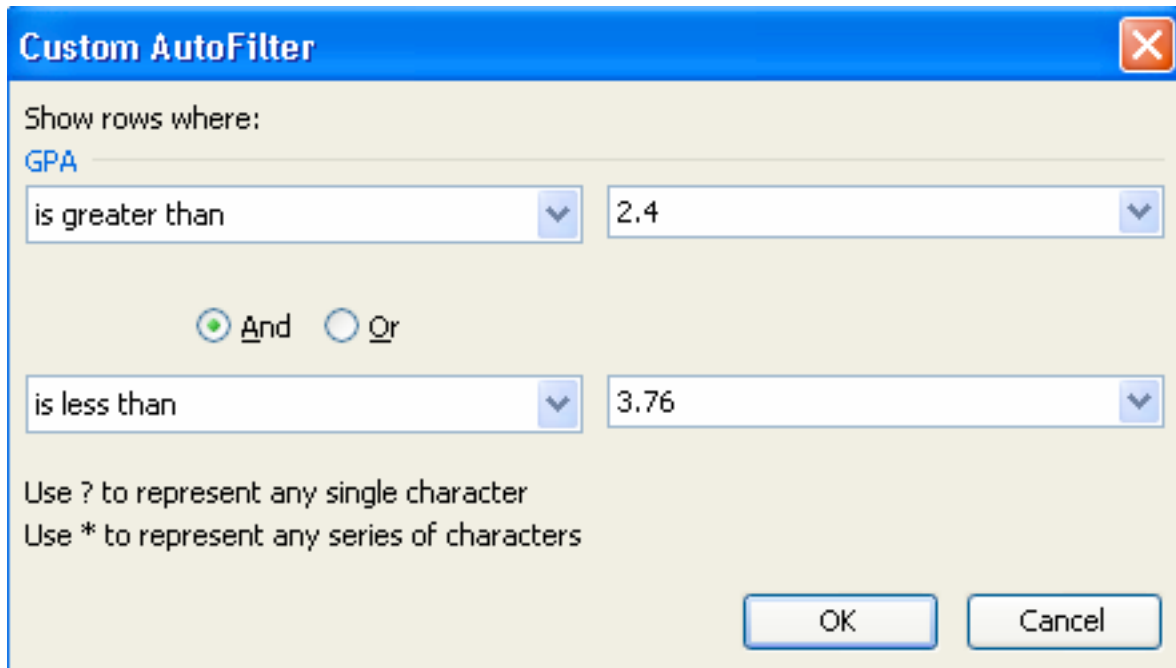 Custom AutoFilter
Show rows where:
GPA
is greater than 2.4
And Or
is less than 3.76
Use ? to represent any single character
Use * to represent any series of characters
OK Cancel